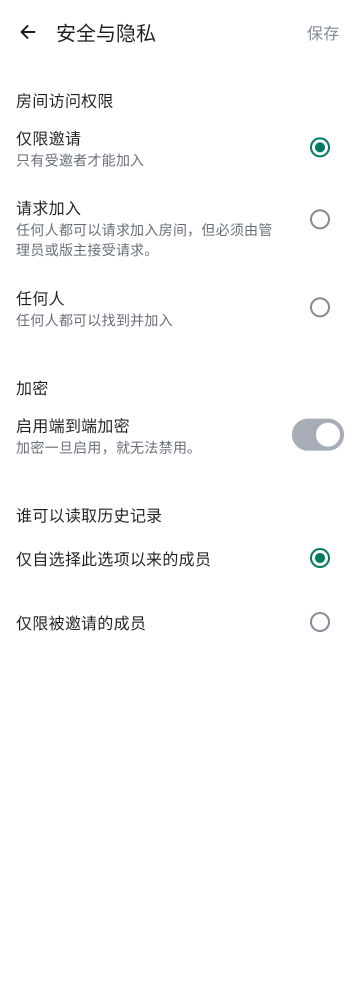 安全与隐私
保存
房间访问权限
仅限邀请
只有受邀者才能加入
请求加入
任何人都可以请求加入房间，但必须由管
理员或版主接受请求。
任何人
任何人都可以找到并加入
加密
启用端到端加密
加密一旦启用，就无法禁用。
谁可以读取历史记录
仅自选择此选项以来的成员
仅限被邀请的成员